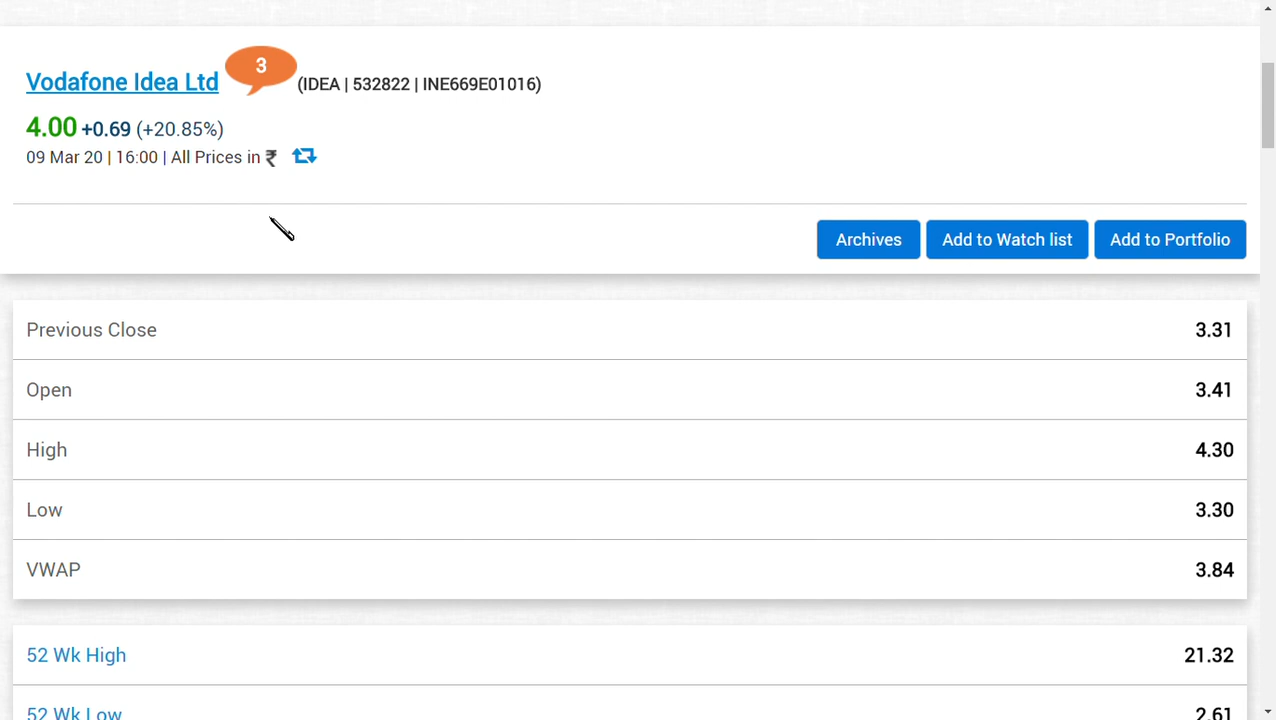 Vodafone Idea Ltd 3 (IDEA | 532822 | INE669E01016)
4.00 +0.69 (+20.85%)
09 Mar 20 | 16:00 | All Prices in ₹
Archives Add to Watch list Add to Portfolio
Previous Close 3.31
Open 3.41
High 4.30
Low 3.30
VWAP 3.84
52 Wk High 21.32
52 Wk Low 2.61